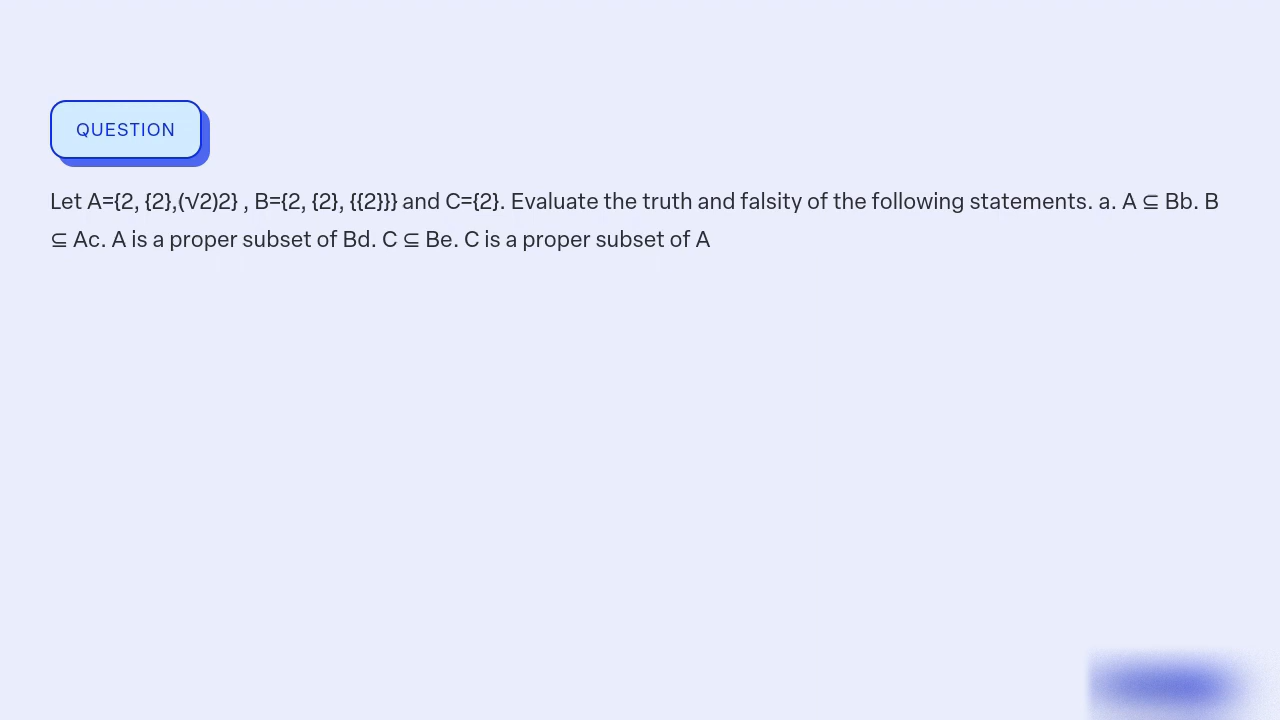 QUESTION
Let A={2, {2},(√2)2} , B={2, {2}, {{2}}} and C={2}. Evaluate the truth and falsity of the following statements. a. A ⊆ Bb. B
⊆ Ac. A is a proper subset of Bd. C ⊆ Be. C is a proper subset of A